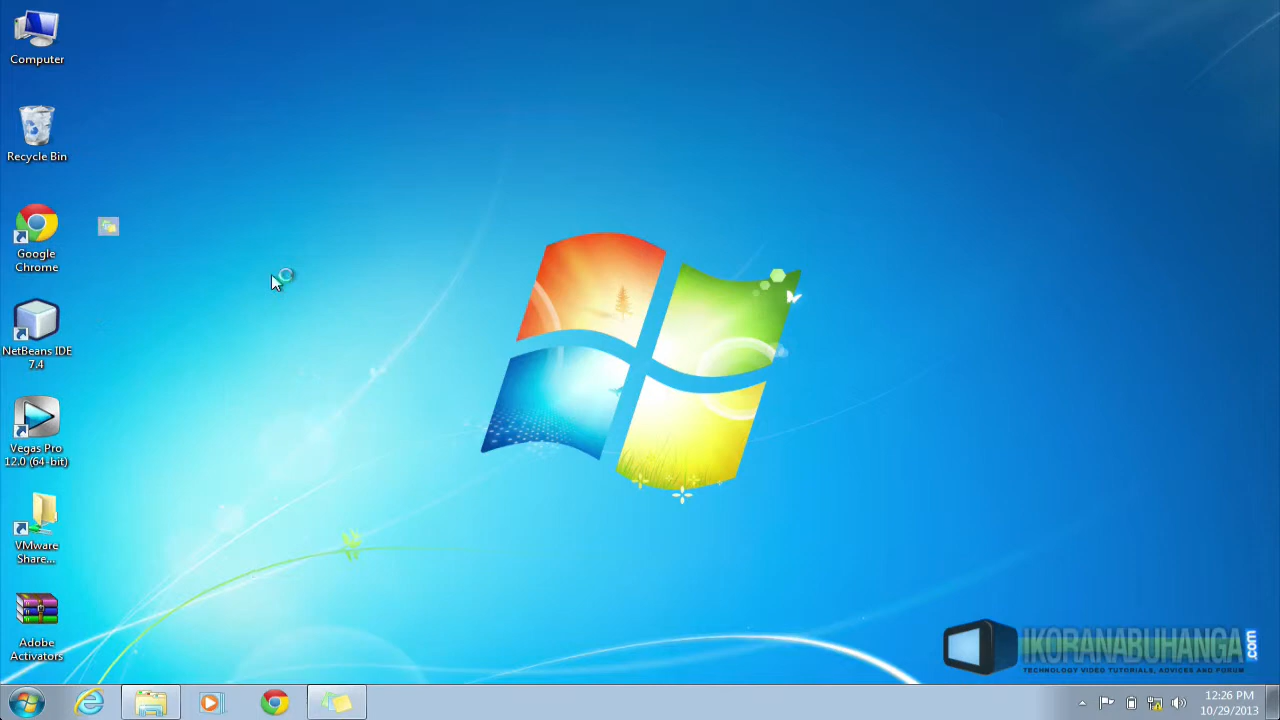 Computer
Recycle Bin
Google
Chrome
NetBeans IDE
7.4
Vegas Pro
12.0 (64-bit)
VMware
Share...
Adobe
Activators
IKORANABUHANGA.com
TECHNOLOGY VIDEO TUTORIALS, ADVICES AND FORUM
12:26 PM
10/29/2013